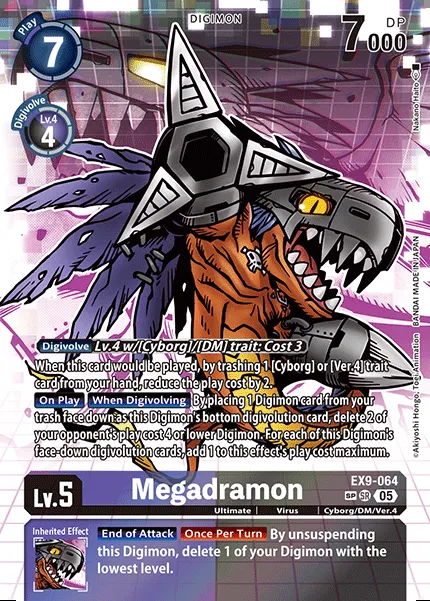 DIGIMON
Play
7
DP
7000
Digivolve
Lv.4
4
Nakano Haito
©Akiyoshi Hongo, Toei Animation BANDAI MADE IN JAPAN
Digivolve Lv.4 w/[Cyborg]/[DM] trait: Cost 3
When this card would be played, by trashing 1 [Cyborg] or [Ver.4] trait
card from your hand, reduce the play cost by 2.
On Play When Digivolving By placing 1 Digimon card from your
trash face down as this Digimon's bottom digivolution card, delete 2 of
your opponent's play cost 4 or lower Digimon. For each of this Digimon's
face-down digivolution cards, add 1 to this effect's play cost maximum.
EX9-064
Lv.5
Megadramon
SP SR 05
Ultimate Virus Cyborg/DM/Ver.4
Inherited Effect
End of Attack Once Per Turn By unsuspending
this Digimon, delete 1 of your Digimon with the
lowest level.